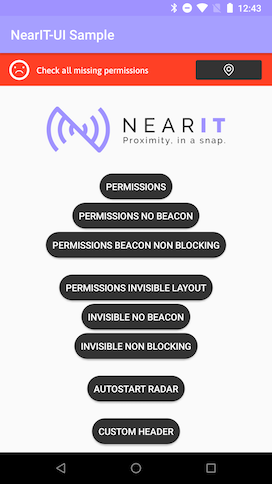 12:43
NearIT-UI Sample
Check all missing permissions
NEARIT
Proximity, in a snap.
PERMISSIONS
PERMISSIONS NO BEACON
PERMISSIONS BEACON NON BLOCKING
PERMISSIONS INVISIBLE LAYOUT
INVISIBLE NO BEACON
INVISIBLE NON BLOCKING
AUTOSTART RADAR
CUSTOM HEADER